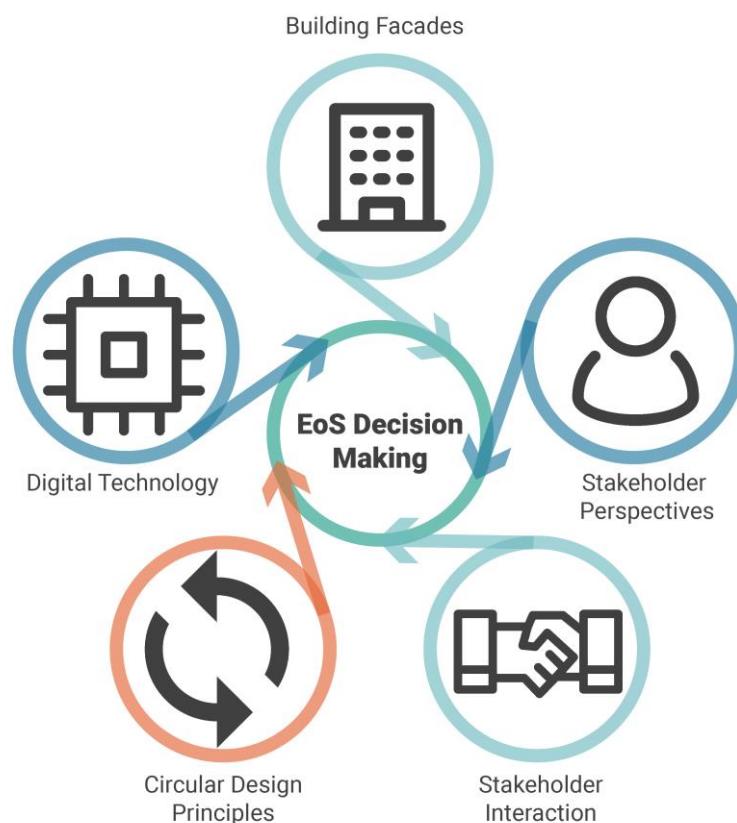 Building Facades
EoS Decision
Making
Digital Technology
Stakeholder
Perspectives
Circular Design
Principles
Stakeholder
Interaction